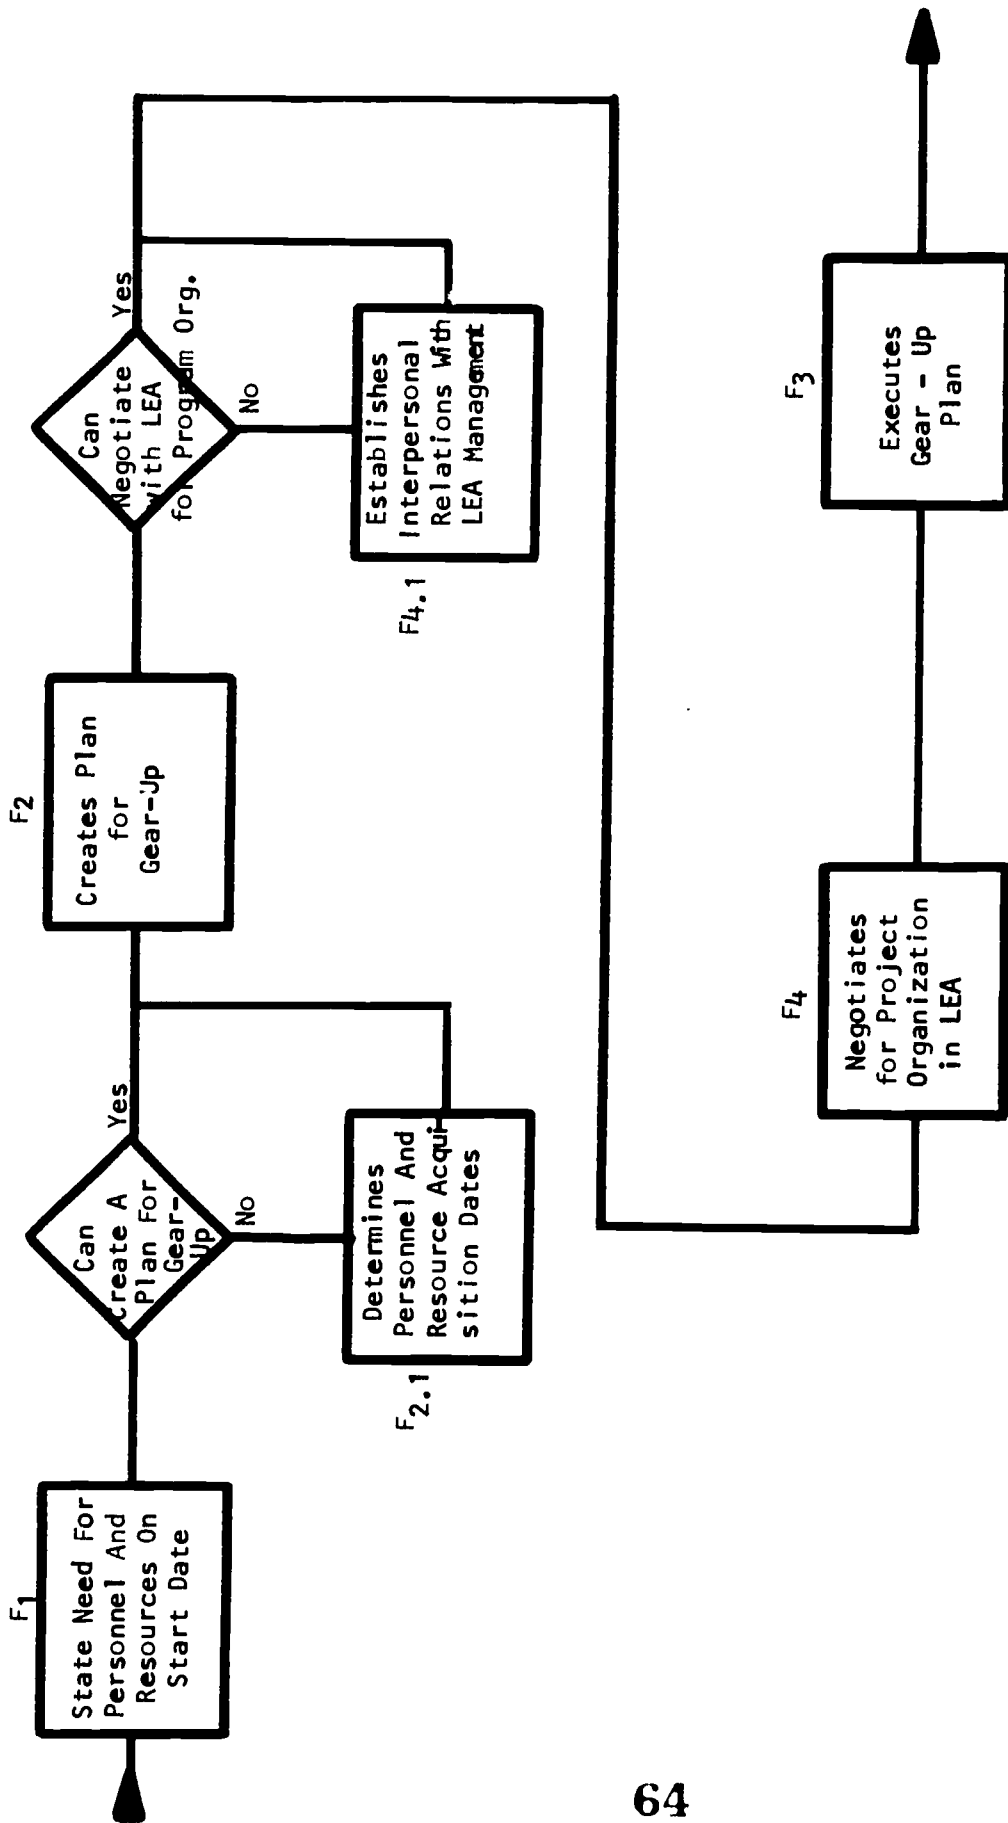 F1
State Need For
Personnel And
Resources On
Start Date
Can
Create A
Plan For
Gear-
Up
Yes
No
F2.1
Determines
Personnel And
Resource Acqui
sition Dates
F2
Creates Plan
for
Gear-Up
Can
Negotiate
with LEA
for Program Org.
Yes
No
F4.1
Establishes
Interpersonal
Relations With
LEA Management
F4
Negotiates
for Project
Organization
in LEA
F3
Executes
Gear - Up
Plan
64